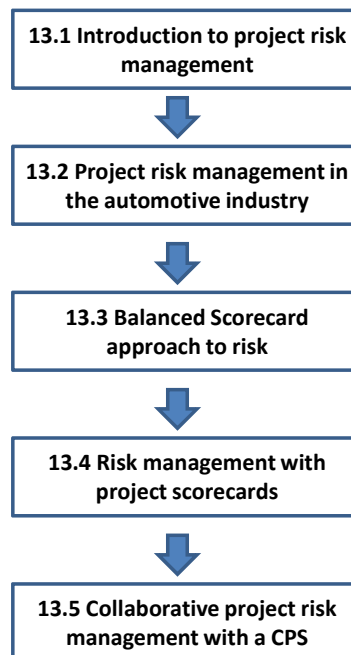 13.1 Introduction to project risk
management
13.2 Project risk management in
the automotive industry
13.3 Balanced Scorecard
approach to risk
13.4 Risk management with
project scorecards
13.5 Collaborative project risk
management with a CPS